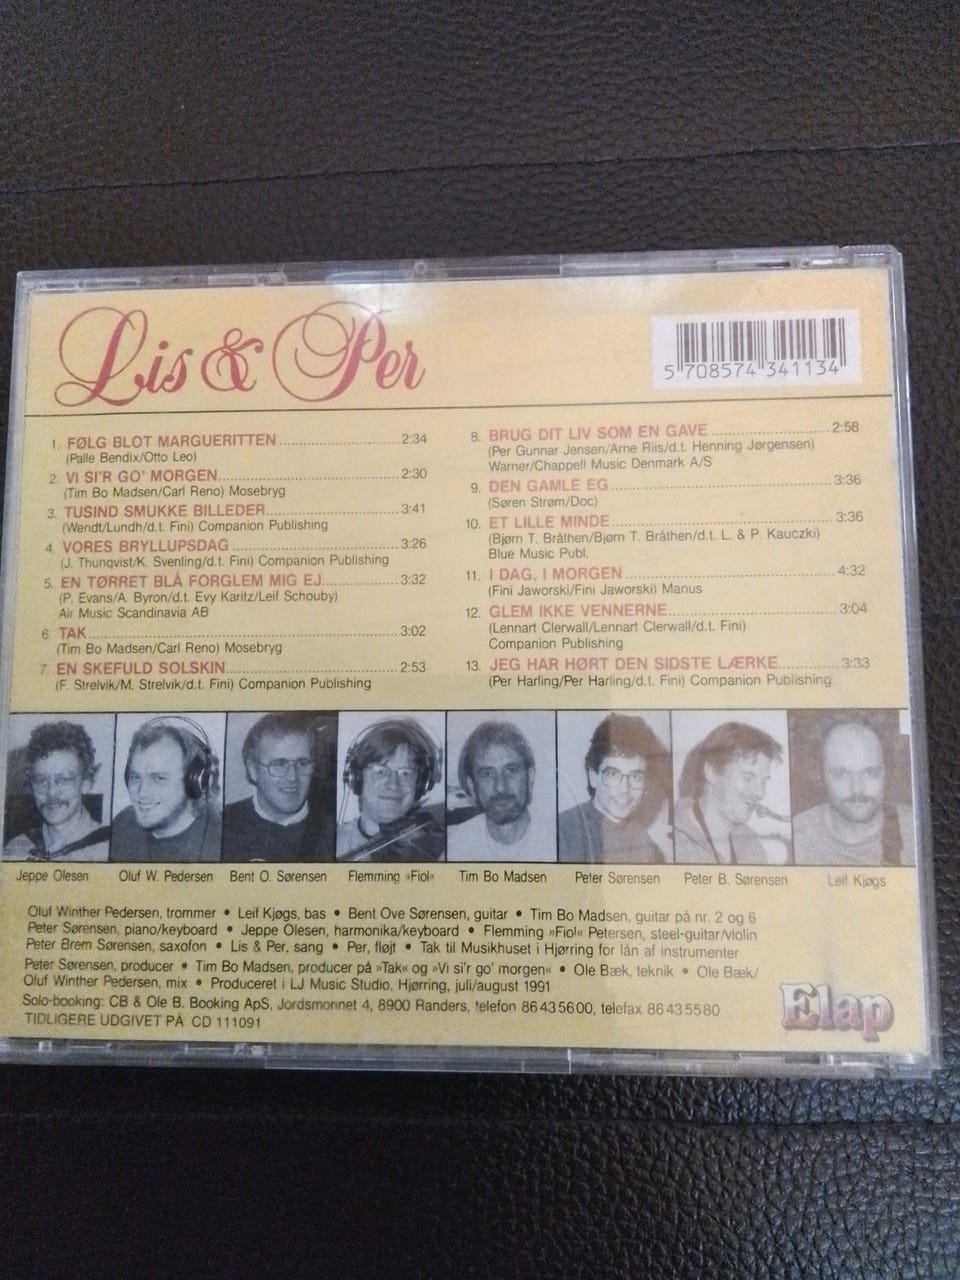 Lis & Per
5 708574 341134
1. FØLG BLOT MARGUERITTEN 2:34
(Palle Bendix/Otto Leo)
2. VI SI'R GO' MORGEN 2:30
(Tim Bo Madsen/Carl Reno) Mosebryg
3. TUSIND SMUKKE BILLEDER 3:41
(Wendt/Lundh/d.t. Fini) Companion Publishing
4. VORES BRYLLUPSDAG 3:26
(J. Thunqvist/K. Svenling/d.t. Fini) Companion Publishing
5. EN TØRRET BLÅ FORGLEM MIG EJ 3:32
(P. Evans/A. Byron/d.t. Evy Karitz/Leif Schouby)
Air Music Scandinavia AB
6. TAK 3:02
(Tim Bo Madsen/Carl Reno) Mosebryg
7. EN SKEFULD SOLSKIN 2:53
(F. Strelvik/M. Strelvik/d.t. Fini) Companion Publishing
8. BRUG DIT LIV SOM EN GAVE 2:58
(Per Gunnar Jensen/Arne Riis/d.t. Henning Jørgensen)
Warner/Chappell Music Denmark A/S
9. DEN GAMLE EG 3:36
(Søren Strøm/Doc)
10. ET LILLE MINDE 3:36
(Bjørn T. Bråthen/Bjørn T. Bråthen/d.t. L. & P. Kauczki)
Blue Music Publ.
11. I DAG, I MORGEN 4:32
(Fini Jaworski/Fini Jaworski) Manus
12. GLEM IKKE VENNERNE 3:04
(Lennart Clerwall/Lennart Clerwall/d.t. Fini)
Companion Publishing
13. JEG HAR HØRT DEN SIDSTE LÆRKE 3:33
(Per Harling/Per Harling/d.t. Fini) Companion Publishing
Jeppe Olesen Oluf W. Pedersen Bent O. Sørensen Flemming »Fiol« Tim Bo Madsen Peter Sørensen Peter B. Sørensen Leif Kjøgs
Oluf Winther Pedersen, trommer • Leif Kjøgs, bas • Bent Ove Sørensen, guitar • Tim Bo Madsen, guitar på nr. 2 og 6
Peter Sørensen, piano/keyboard • Jeppe Olesen, harmonika/keyboard • Flemming »Fiol« Petersen, steel-guitar/violin
Peter Brem Sørensen, saxofon • Lis & Per, sang • Per, fløjt • Tak til Musikhuset i Hjørring for lån af instrumenter
Peter Sørensen, producer • Tim Bo Madsen, producer på »Tak« og »Vi si'r go' morgen« • Ole Bæk, teknik • Ole Bæk/
Oluf Winther Pedersen, mix • Produceret i LJ Music Studio, Hjørring, juli/august 1991
Solo-booking: CB & Ole B. Booking ApS, Jordsmonnet 4, 8900 Randers, telefon 86 43 56 00, telefax 86 43 55 80
TIDLIGERE UDGIVET PÅ CD 111091
Elap